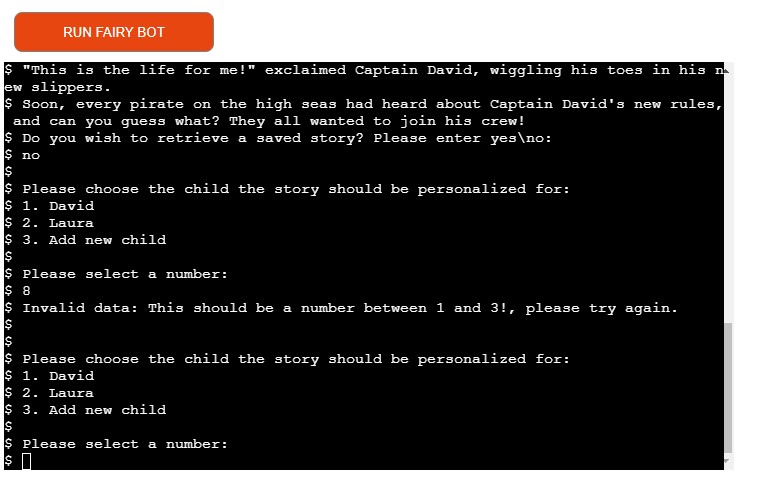 RUN FAIRY BOT
$ "This is the life for me!" exclaimed Captain David, wiggling his toes in his n
ew slippers.
$ Soon, every pirate on the high seas had heard about Captain David's new rules,
 and can you guess what? They all wanted to join his crew!
$ Do you wish to retrieve a saved story? Please enter yes\no:
$ no
$
$ Please choose the child the story should be personalized for:
$ 1. David
$ 2. Laura
$ 3. Add new child
$
$ Please select a number:
$ 8
$ Invalid data: This should be a number between 1 and 3!, please try again.
$
$
$ Please choose the child the story should be personalized for:
$ 1. David
$ 2. Laura
$ 3. Add new child
$
$ Please select a number:
$